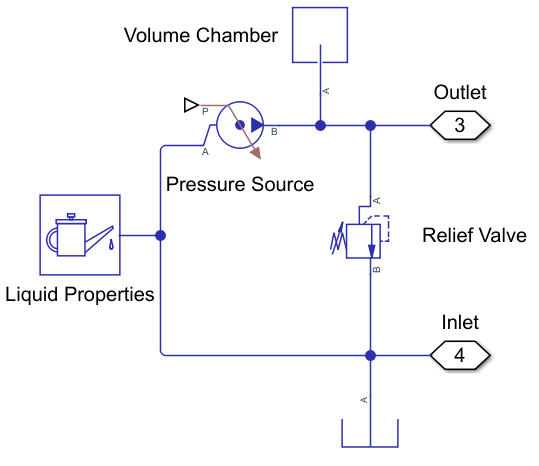 Volume Chamber
A
Outlet
3
P
B
A
Pressure Source
A
Relief Valve
B
Liquid Properties
Inlet
4
A